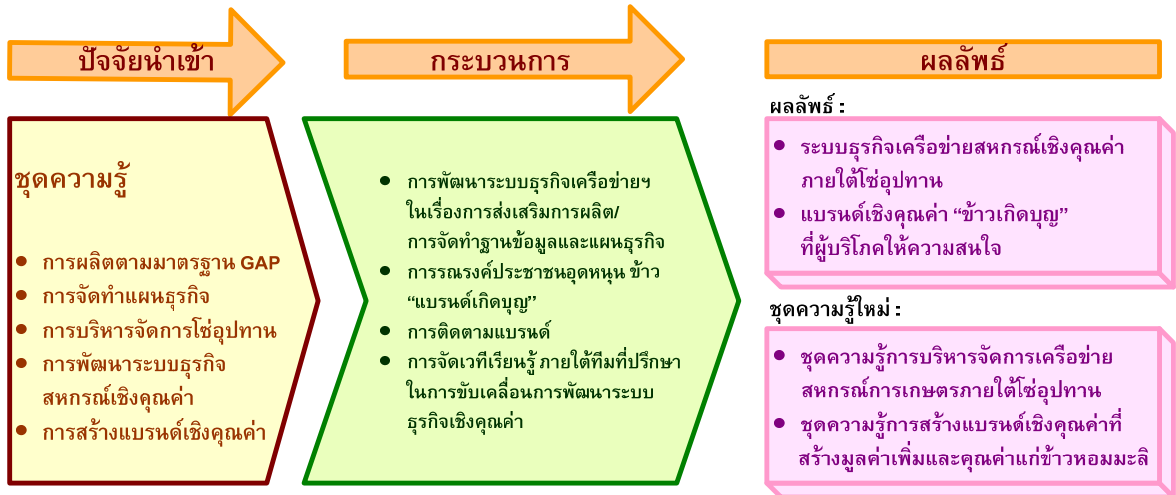 ปัจจัยนำเข้า
กระบวนการ
ผลลัพธ์
ชุดความรู้
• การผลิตตามมาตรฐาน GAP
• การจัดทำแผนธุรกิจ
• การบริหารจัดการโซ่อุปทาน
• การพัฒนาระบบธุรกิจ
สหกรณ์เชิงคุณค่า
• การสร้างแบรนด์เชิงคุณค่า
• การพัฒนาระบบธุรกิจเครือข่ายฯ
ในเรื่องการส่งเสริมการผลิต/
การจัดทำฐานข้อมูลและแผนธุรกิจ
• การรณรงค์ประชาชนอุดหนุน ข้าว
“แบรนด์เกิดบุญ”
• การติดตามแบรนด์
• การจัดเวทีเรียนรู้ ภายใต้ทีมที่ปรึกษา
ในการขับเคลื่อนการพัฒนาระบบ
ธุรกิจเชิงคุณค่า
ผลลัพธ์ :
• ระบบธุรกิจเครือข่ายสหกรณ์เชิงคุณค่า
ภายใต้โซ่อุปทาน
• แบรนด์เชิงคุณค่า “ข้าวเกิดบุญ”
ที่ผู้บริโภคให้ความสนใจ
ชุดความรู้ใหม่ :
• ชุดความรู้การบริหารจัดการเครือข่าย
สหกรณ์การเกษตรภายใต้โซ่อุปทาน
• ชุดความรู้การสร้างแบรนด์เชิงคุณค่าที่
สร้างมูลค่าเพิ่มและคุณค่าแก่ข้าวหอมมะลิ